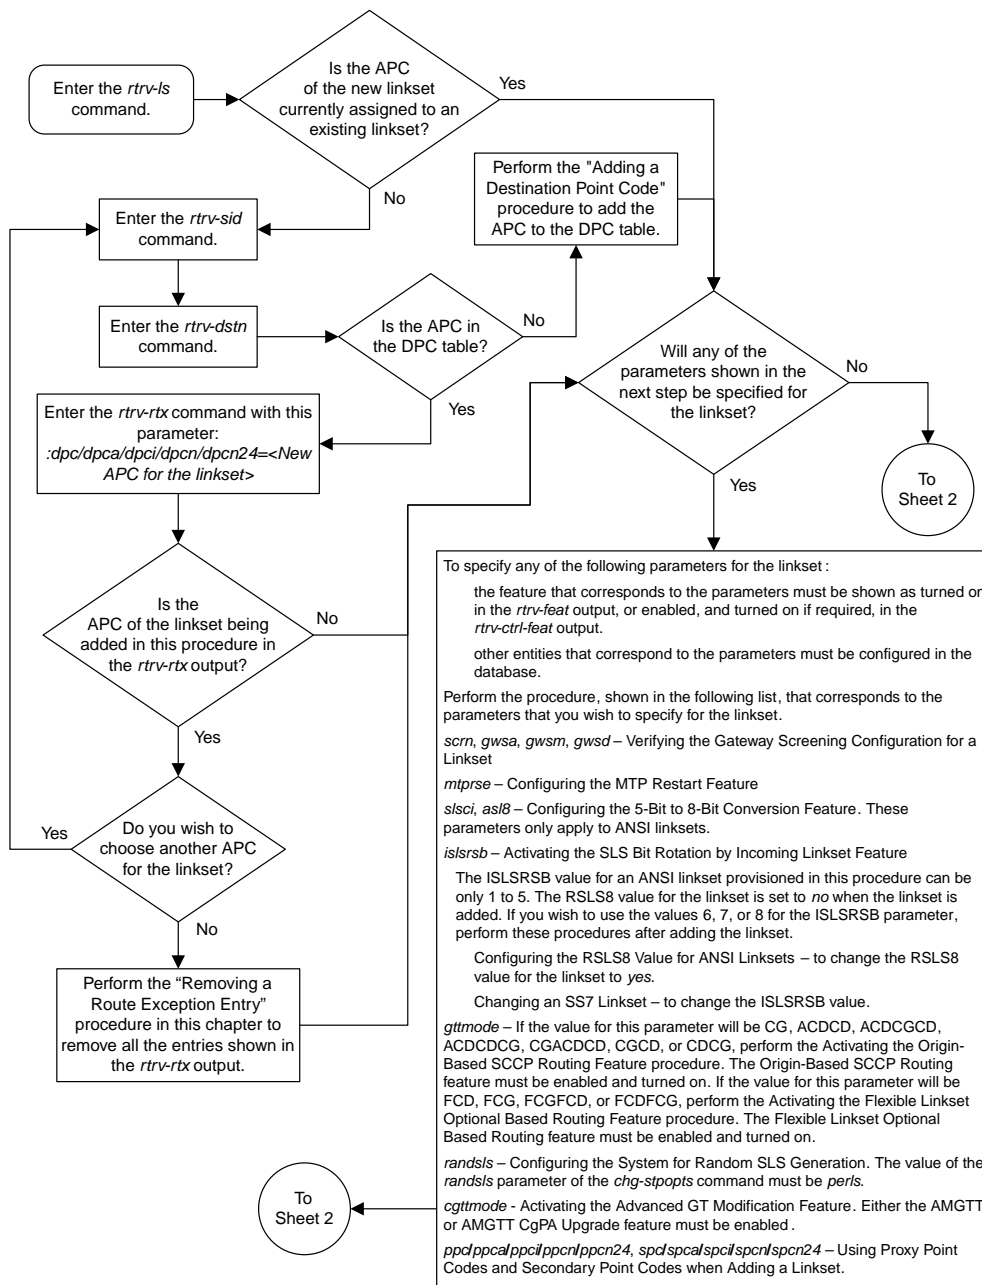 Enter the rtrv-ls
command.
Is the APC
of the new linkset
currently assigned to an
existing linkset?
Yes
No
Perform the "Adding a
Destination Point Code"
procedure to add the
APC to the DPC table.
Enter the rtrv-sid
command.
Enter the rtrv-dstn
command.
Is the APC in
the DPC table?
No
Yes
Will any of the
parameters shown in the
next step be specified for
the linkset?
No
Yes
To
Sheet 2
Enter the rtrv-rtx command with this
parameter:
:dpc/dpca/dpci/dpcn/dpcn24=<New
APC for the linkset>
Is the
APC of the linkset being
added in this procedure in
the rtrv-rtx output?
No
Yes
Do you wish to
choose another APC
for the linkset?
Yes
No
Perform the “Removing a
Route Exception Entry”
procedure in this chapter to
remove all the entries shown in
the rtrv-rtx output.
To specify any of the following parameters for the linkset :
the feature that corresponds to the parameters must be shown as turned on
in the rtrv-feat output, or enabled, and turned on if required, in the
rtrv-ctrl-feat output.
other entities that correspond to the parameters must be configured in the
database.
Perform the procedure, shown in the following list, that corresponds to the
parameters that you wish to specify for the linkset.
scrn, gwsa, gwsm, gwsd – Verifying the Gateway Screening Configuration for a
Linkset
mtprse – Configuring the MTP Restart Feature
slsci, asl8 – Configuring the 5-Bit to 8-Bit Conversion Feature. These
parameters only apply to ANSI linksets.
islsrsb – Activating the SLS Bit Rotation by Incoming Linkset Feature
The ISLSRSB value for an ANSI linkset provisioned in this procedure can be
only 1 to 5. The RSLS8 value for the linkset is set to no when the linkset is
added. If you wish to use the values 6, 7, or 8 for the ISLSRSB parameter,
perform these procedures after adding the linkset.
Configuring the RSLS8 Value for ANSI Linksets – to change the RSLS8
value for the linkset to yes.
Changing an SS7 Linkset – to change the ISLSRSB value.
gttmode – If the value for this parameter will be CG, ACDCD, ACDCGCD,
ACDCDCG, CGACDCD, CGCD, or CDCG, perform the Activating the Origin-
Based SCCP Routing Feature procedure. The Origin-Based SCCP Routing
feature must be enabled and turned on. If the value for this parameter will be
FCD, FCG, FCGFCD, or FCDFCG, perform the Activating the Flexible Linkset
Optional Based Routing Feature procedure. The Flexible Linkset Optional
Based Routing feature must be enabled and turned on.
randsls – Configuring the System for Random SLS Generation. The value of the
randsls parameter of the chg-stpopts command must be perls.
cgttmode - Activating the Advanced GT Modification Feature. Either the AMGTT
or AMGTT CgPA Upgrade feature must be enabled .
ppc/ppca/ppci/ppcn/ppcn24, spc/spca/spci/spcn/spcn24 – Using Proxy Point
Codes and Secondary Point Codes when Adding a Linkset.
To
Sheet 2